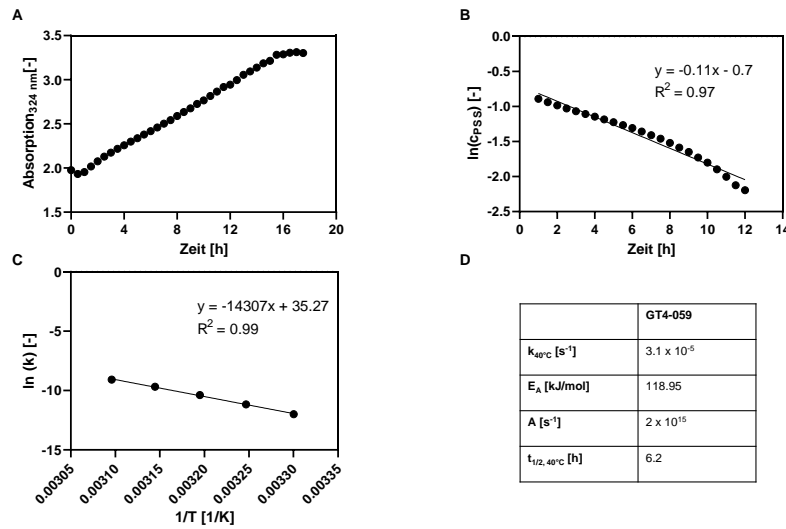 A
3.5
3.0
2.5
2.0
1.5
0 4 8 12 16 20
Absorption324 nm[-]
Zeit [h]
B
0.0
-0.5
-1.0
-1.5
-2.0
-2.5
0 2 4 6 8 10 12 14
ln(cPSS) [-]
Zeit [h]
y = -0.11x - 0.7
R2 = 0.97
C
0
-5
-10
-15
0.00305 0.00310 0.00315 0.00320 0.00325 0.00330 0.00335
ln (k) [-]
1/T [1/K]
y = -14307x + 35.27
R2 = 0.99
D
GT4-059
k40°C [s-1] 3.1 x 10-5
EA [kJ/mol] 118.95
A [s-1] 2 x 1015
t1/2, 40°C [h] 6.2